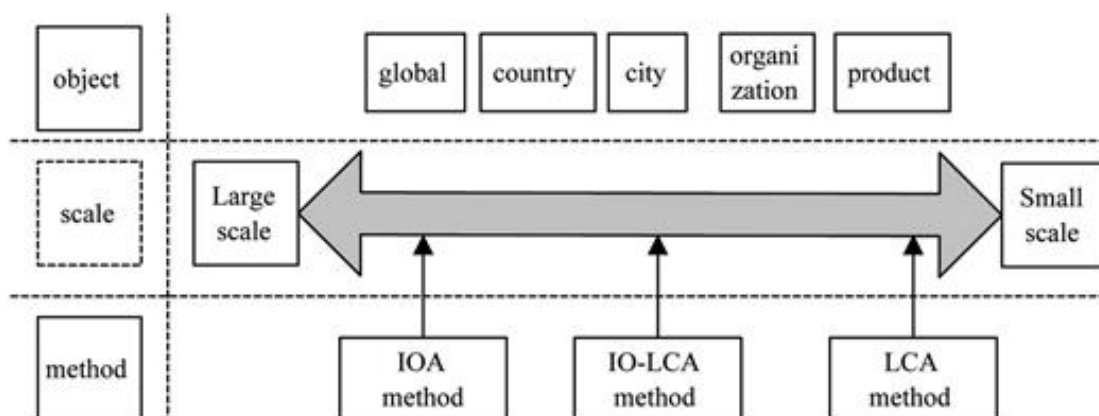 object
global
country
city
organi
zation
product
scale
Large
scale
Small
scale
method
IOA
method
IO-LCA
method
LCA
method